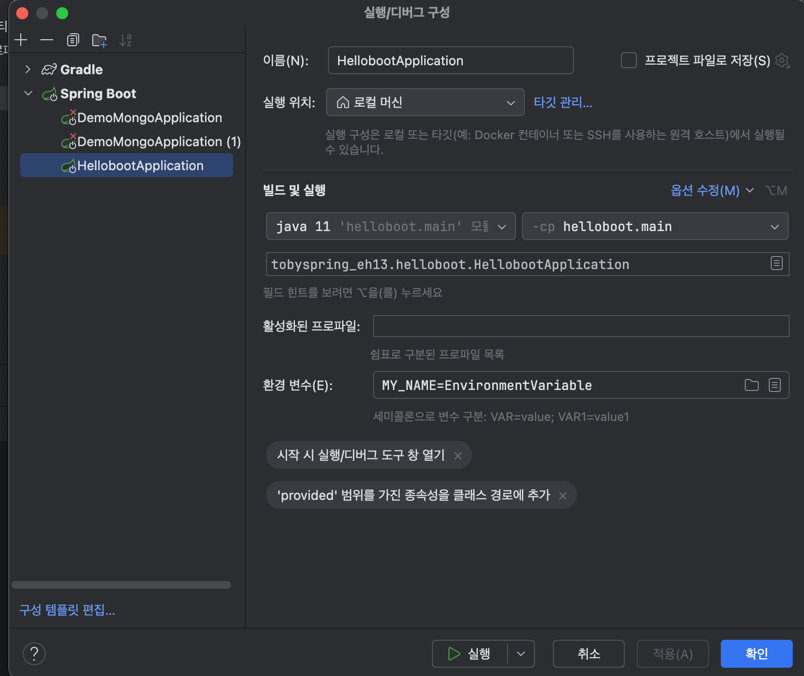 실행/디버그 구성
Gradle
Spring Boot
DemoMongoApplication
DemoMongoApplication (1)
HellobootApplication
구성 템플릿 편집...
이름(N):
HellobootApplication
프로젝트 파일로 저장(S)
실행 위치:
로컬 머신
타깃 관리...
실행 구성은 로컬 또는 타깃(예: Docker 컨테이너 또는 SSH를 사용하는 원격 호스트)에서 실행될
수 있습니다.
빌드 및 실행
옵션 수정(M)
⌥M
java 11 'helloboot.main' 모듈
-cp helloboot.main
tobyspring_eh13.helloboot.HellobootApplication
필드 힌트를 보려면 ⌥을(를) 누르세요
활성화된 프로파일:
쉼표로 구분된 프로파일 목록
환경 변수(E):
MY_NAME=EnvironmentVariable
세미콜론으로 변수 구분: VAR=value; VAR1=value1
시작 시 실행/디버그 도구 창 열기
'provided' 범위를 가진 종속성을 클래스 경로에 추가
?
실행
취소
적용(A)
확인